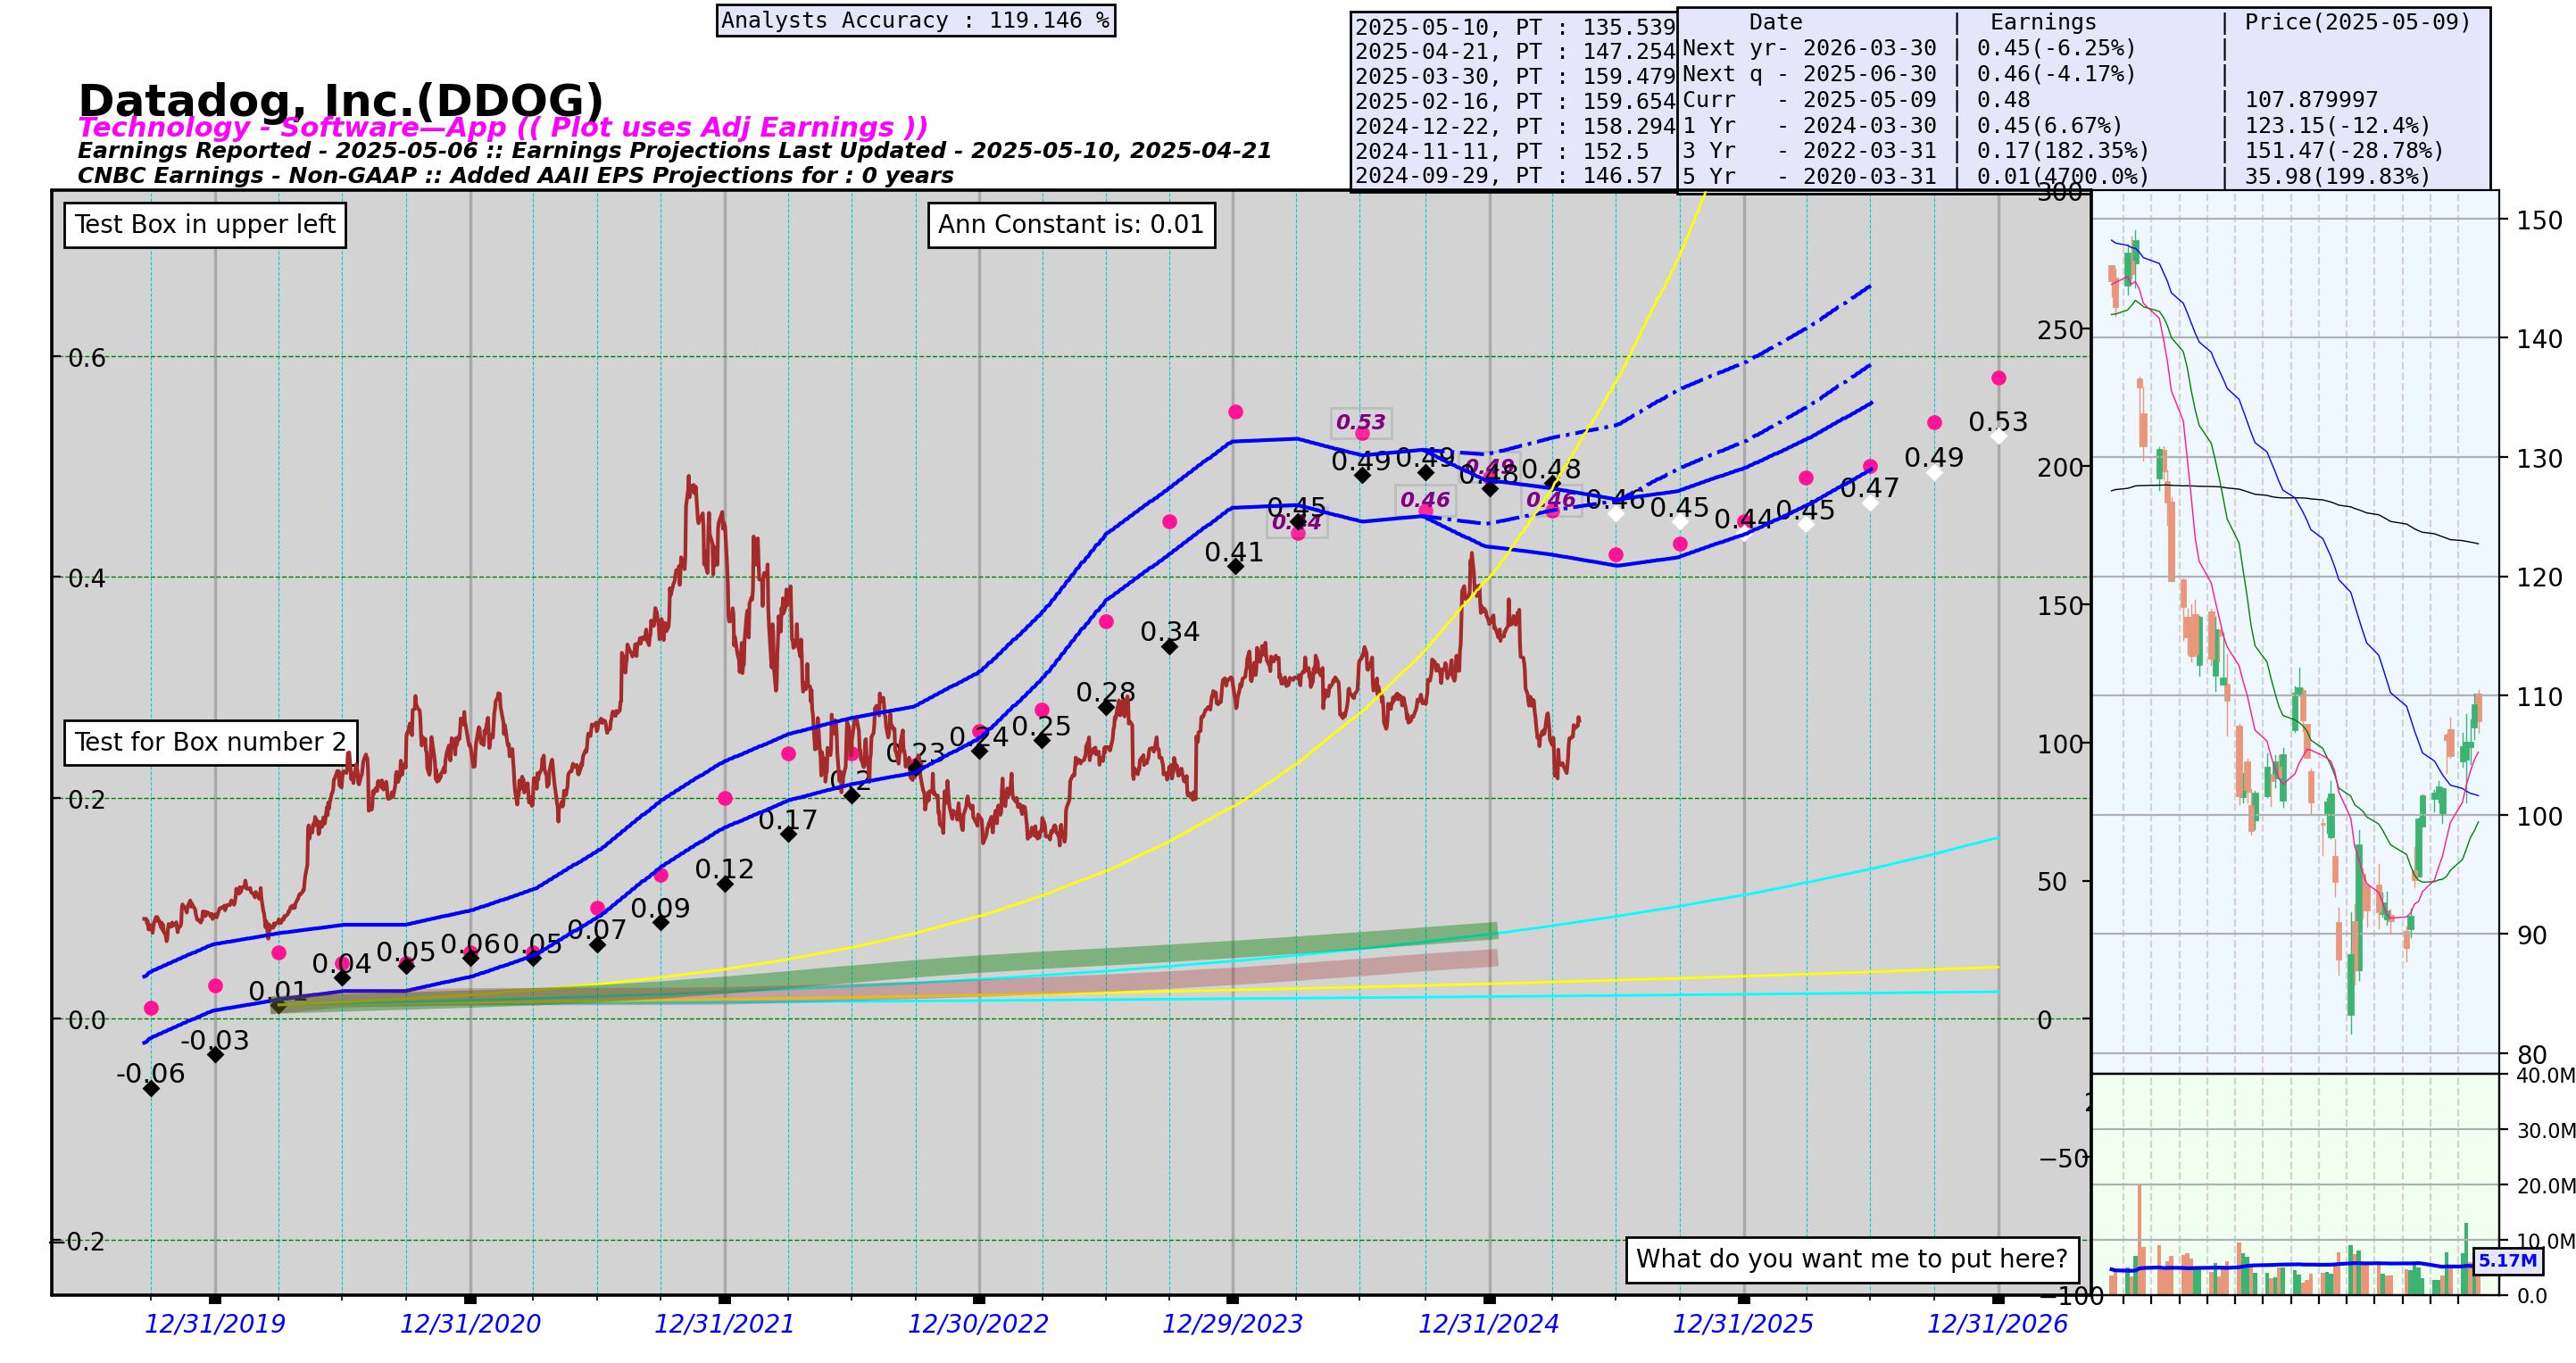 Analysts Accuracy : 119.146 %
2025-05-10, PT : 135.539
2025-04-21, PT : 147.254
2025-03-30, PT : 159.479
2025-02-16, PT : 159.654
2024-12-22, PT : 158.294
2024-11-11, PT : 152.5
2024-09-29, PT : 146.57
Date | Earnings | Price(2025-05-09)
Next yr- 2026-03-30 | 0.45(-6.25%) |
Next q - 2025-06-30 | 0.46(-4.17%) |
Curr - 2025-05-09 | 0.48 | 107.879997
1 Yr - 2024-03-30 | 0.45(6.67%) | 123.15(-12.4%)
3 Yr - 2022-03-31 | 0.17(182.35%) | 151.47(-28.78%)
5 Yr - 2020-03-31 | 0.01(4700.0%) | 35.98(199.83%)
Datadog, Inc.(DDOG)
Technology - Software—App (( Plot uses Adj Earnings ))
Earnings Reported - 2025-05-06 :: Earnings Projections Last Updated - 2025-05-10, 2025-04-21
CNBC Earnings - Non-GAAP :: Added AAII EPS Projections for : 0 years
Test Box in upper left
Ann Constant is: 0.01
Test for Box number 2
What do you want me to put here?
0.6
0.4
0.2
0.0
−0.2
-0.06
-0.03
0.01
0.04
0.05
0.06
0.05
0.07
0.09
0.12
0.17
0.2
0.23
0.24
0.25
0.28
0.34
0.41
0.45
0.44
0.53
0.49
0.49
0.46
0.49
0.48
0.48
0.46
0.46
0.45
0.44
0.45
0.47
0.49
0.53
300
250
200
150
100
50
0
−50
−100
150
140
130
120
110
100
90
80
40.0M
30.0M
20.0M
10.0M
5.17M
0.0
12/31/2019
12/31/2020
12/31/2021
12/30/2022
12/29/2023
12/31/2024
12/31/2025
12/31/2026